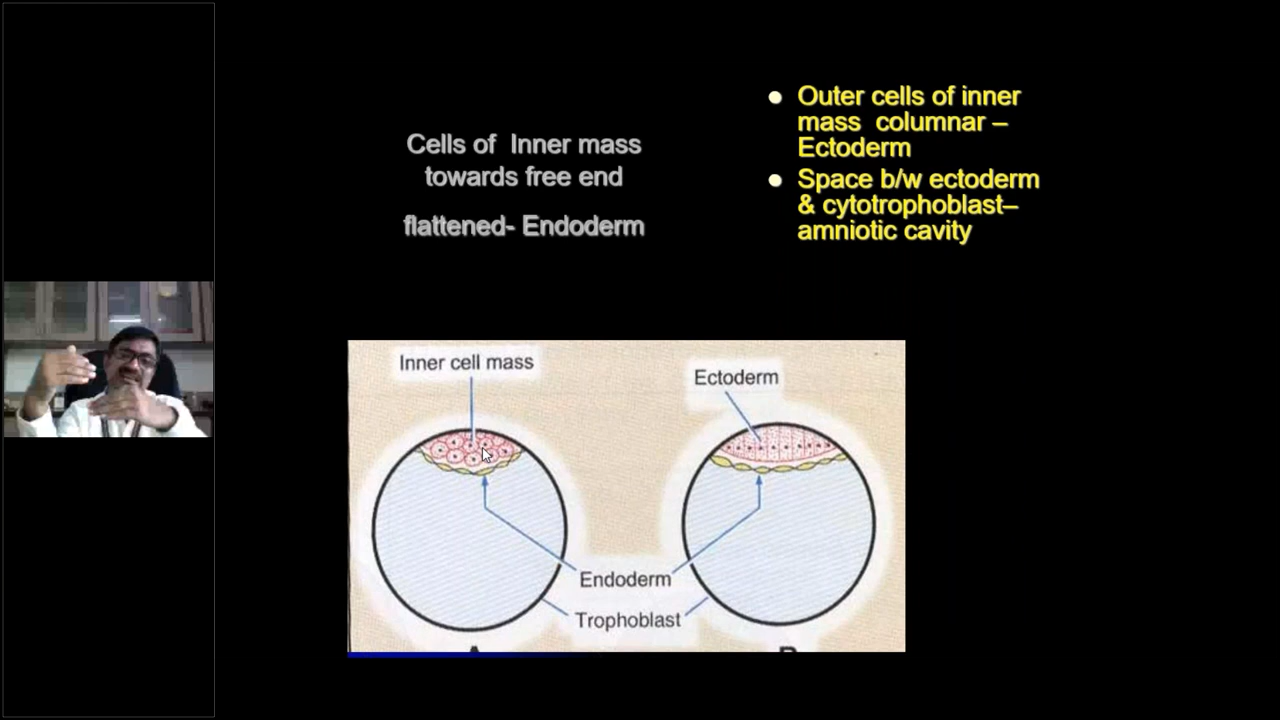 Cells of Inner mass
towards free end
flattened- Endoderm
• Outer cells of inner
mass columnar –
Ectoderm
• Space b/w ectoderm
& cytotrophoblast–
amniotic cavity
Inner cell mass
Ectoderm
Endoderm
Trophoblast